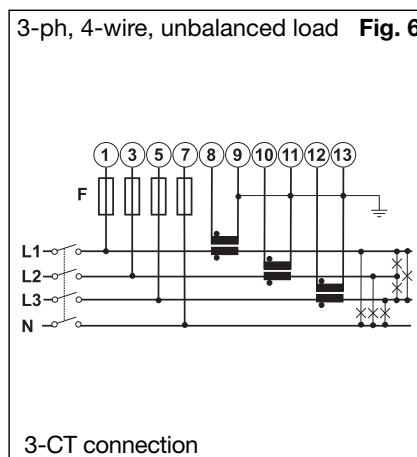 3-ph, 4-wire, unbalanced load Fig. 6
1 3 5 7 8 9 10 11 12 13
F
L1
L2
L3
N
3-CT connection